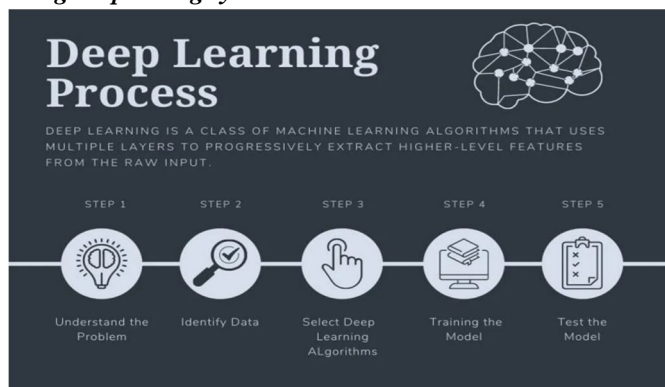 Deep Learning
Process
DEEP LEARNING IS A CLASS OF MACHINE LEARNING ALGORITHMS THAT USES
MULTIPLE LAYERS TO PROGRESSIVELY EXTRACT HIGHER-LEVEL FEATURES
FROM THE RAW INPUT.
STEP 1
STEP 2
STEP 3
STEP 4
STEP 5
Understand the
Problem
Identify Data
Select Deep
Learning
ALgorithms
Training the
Model
Test the
Model